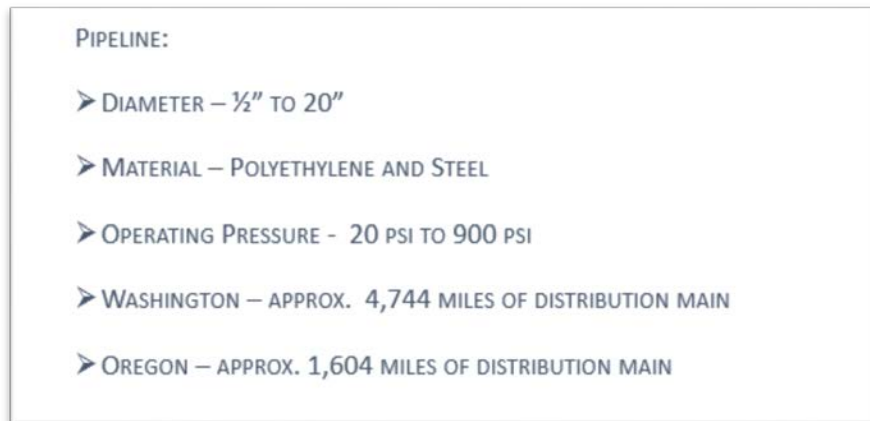 PIPELINE:
➤ DIAMETER – ½” TO 20”
➤ MATERIAL – POLYETHYLENE AND STEEL
➤ OPERATING PRESSURE - 20 PSI TO 900 PSI
➤ WASHINGTON – APPROX. 4,744 MILES OF DISTRIBUTION MAIN
➤ OREGON – APPROX. 1,604 MILES OF DISTRIBUTION MAIN